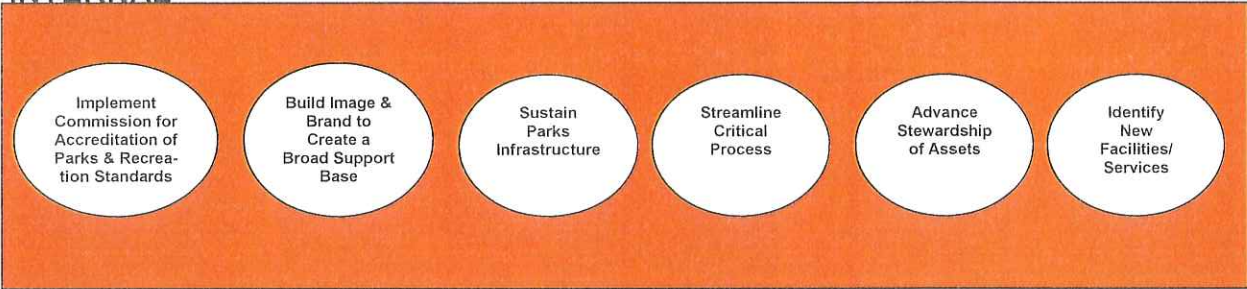 Implement
Commission for
Accreditation of
Parks & Recrea-
tion Standards
Build Image &
Brand to
Create a
Broad Support
Base
Sustain
Parks
Infrastructure
Streamline
Critical
Process
Advance
Stewardship
of Assets
Identify
New
Facilities/
Services